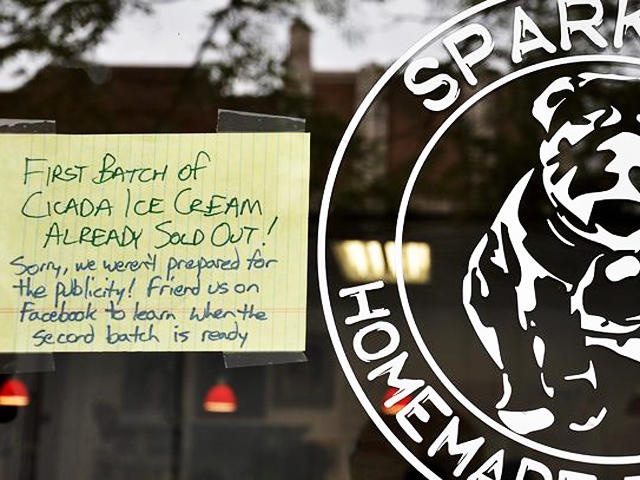 FIRST BATCH OF
CICADA ICE CREAM
ALREADY SOLD OUT!
Sorry, we weren't prepared for
the publicity! Friend us on
Facebook to learn when the
second batch is ready
SPARK
HOMEMADE